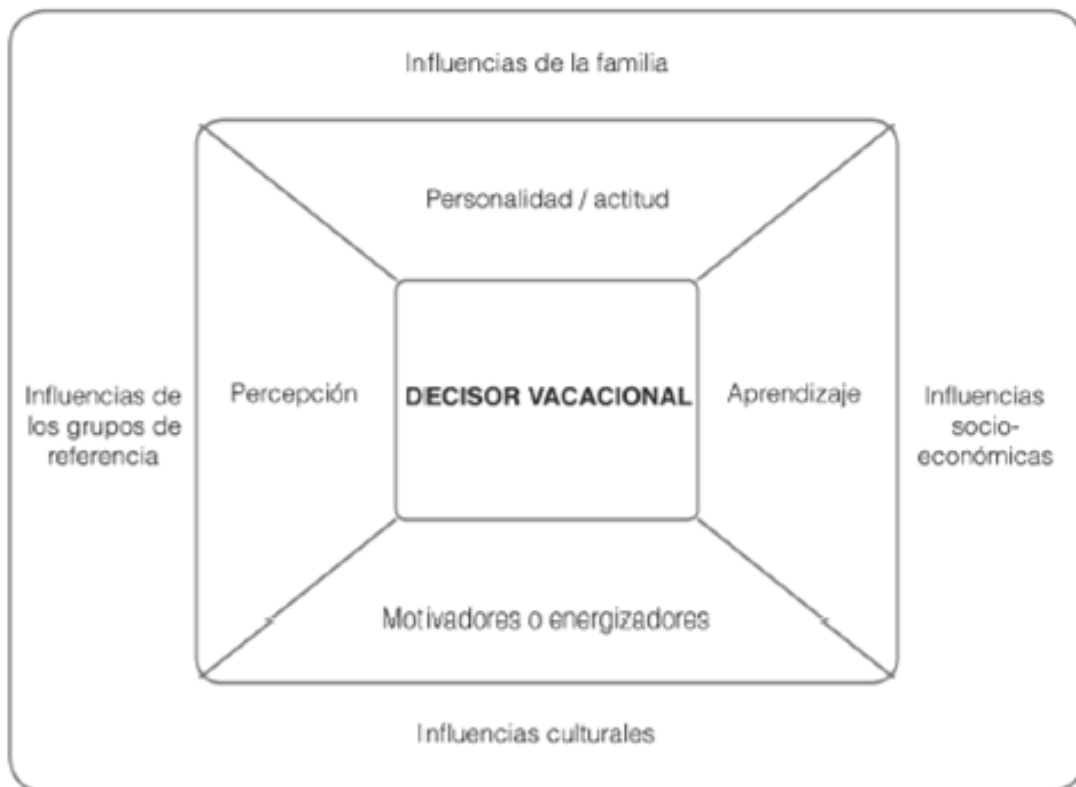 Influencias de la familia
Personalidad / actitud
Influencias de
los grupos de
referencia
Percepción
DECISOR VACACIONAL
Aprendizaje
Influencias
socio-
económicas
Motivadores o energizadores
Influencias culturales